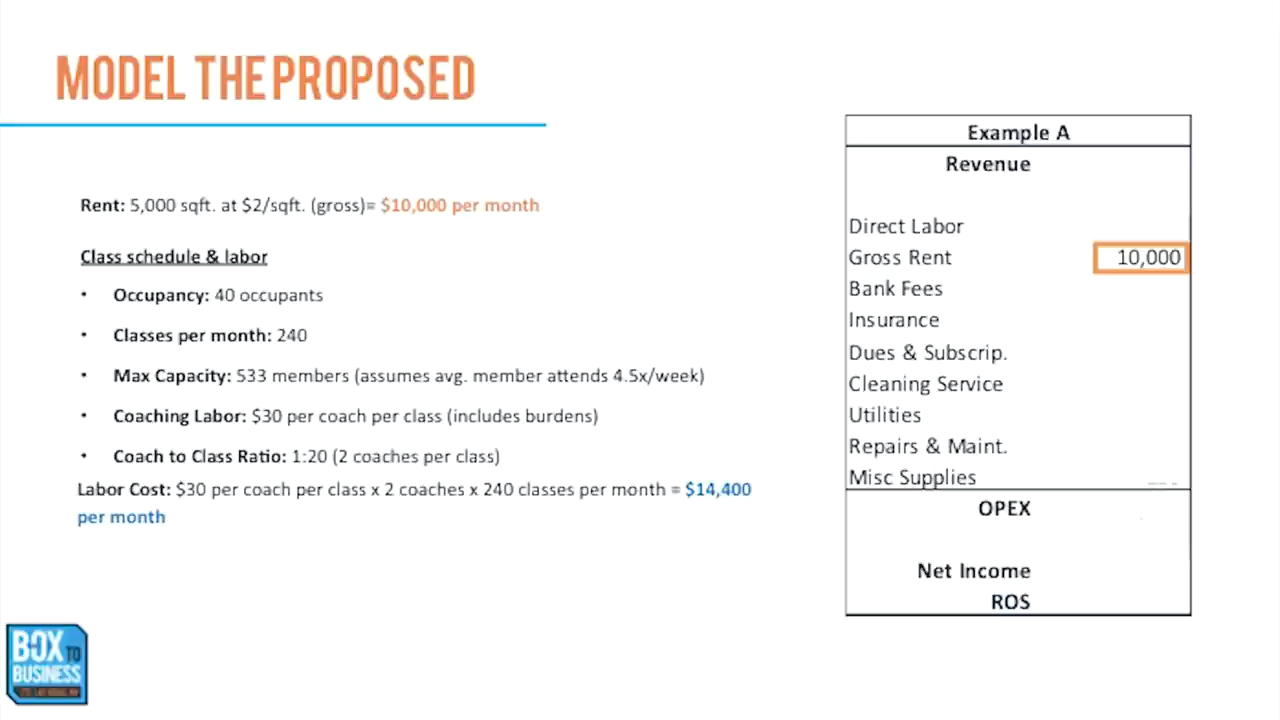 MODEL THE PROPOSED
Rent: 5,000 sqft. at $2/sqft. (gross)= $10,000 per month
Class schedule & labor
• Occupancy: 40 occupants
• Classes per month: 240
• Max Capacity: 533 members (assumes avg. member attends 4.5x/week)
• Coaching Labor: $30 per coach per class (includes burdens)
• Coach to Class Ratio: 1:20 (2 coaches per class)
Labor Cost: $30 per coach per class x 2 coaches x 240 classes per month = $14,400
per month
Example A
Revenue
Direct Labor
Gross Rent 10,000
Bank Fees
Insurance
Dues & Subscrip.
Cleaning Service
Utilities
Repairs & Maint.
Misc Supplies
OPEX
Net Income
ROS
BOX TO
BUSINESS